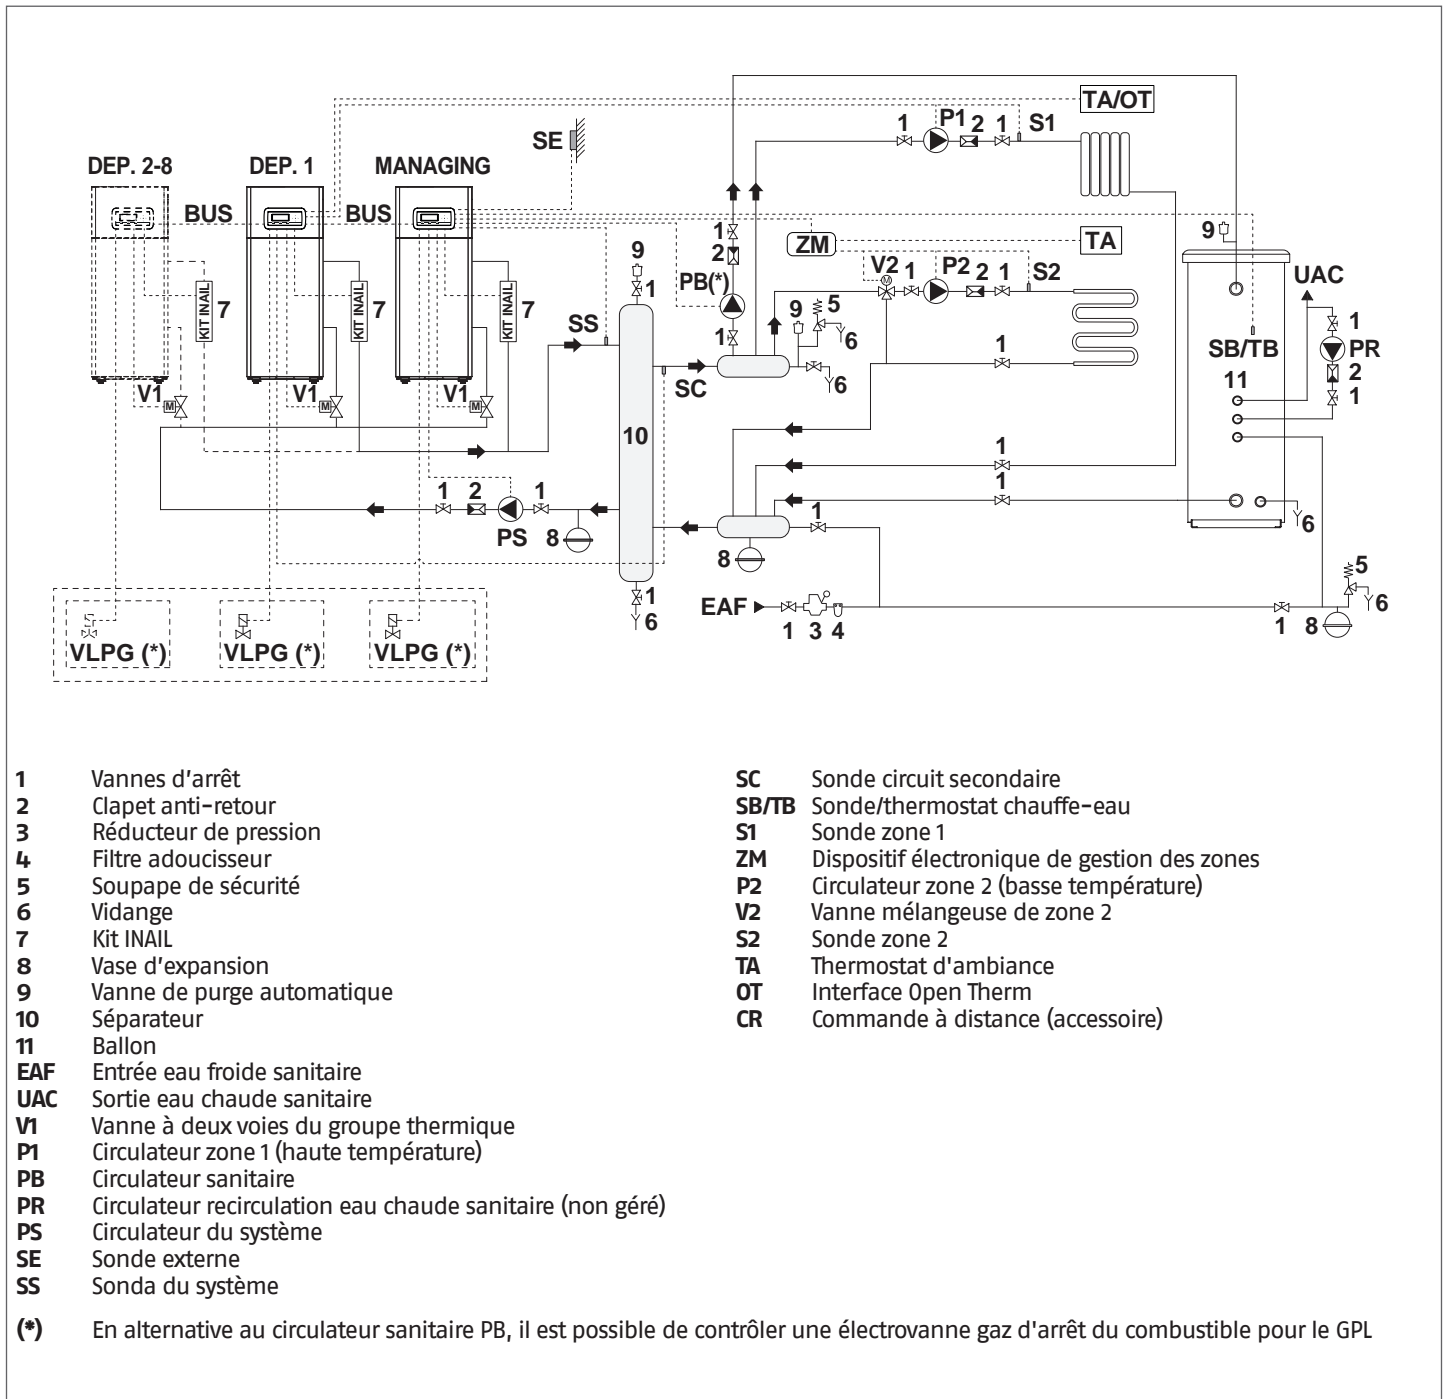 TA/OT
1 P1 2 1 S1
SE
DEP. 2-8 DEP. 1 MANAGING
BUS BUS
9
1
ZM TA
9
2
PB(*)
V2 1 P2 2 1 S2
UAC
KIT INAIL 7 KIT INAIL 7 KIT INAIL 7
1
SS
9 5
6
1
1
1
SB/TB PR
SC
6
11 2
V1 M V1 M V1 M
1
10
1
1 2 1
1
1
PS 8
6
8
5
EAF
1
6
6
1 3 4
1 8
VLPG (*) VLPG (*) VLPG (*)
1 Vannes d'arrêt
2 Clapet anti-retour
3 Réducteur de pression
4 Filtre adoucisseur
5 Soupape de sécurité
6 Vidange
7 Kit INAIL
8 Vase d'expansion
9 Vanne de purge automatique
10 Séparateur
11 Ballon
EAF Entrée eau froide sanitaire
UAC Sortie eau chaude sanitaire
V1 Vanne à deux voies du groupe thermique
P1 Circulateur zone 1 (haute température)
PB Circulateur sanitaire
PR Circulateur recirculation eau chaude sanitaire (non géré)
PS Circulateur du système
SE Sonde externe
SS Sonda du système
SC Sonde circuit secondaire
SB/TB Sonde/thermostat chauffe-eau
S1 Sonde zone 1
ZM Dispositif électronique de gestion des zones
P2 Circulateur zone 2 (basse température)
V2 Vanne mélangeuse de zone 2
S2 Sonde zone 2
TA Thermostat d'ambiance
OT Interface Open Therm
CR Commande à distance (accessoire)
(*) En alternative au circulateur sanitaire PB, il est possible de contrôler une électrovanne gaz d'arrêt du combustible pour le GPL